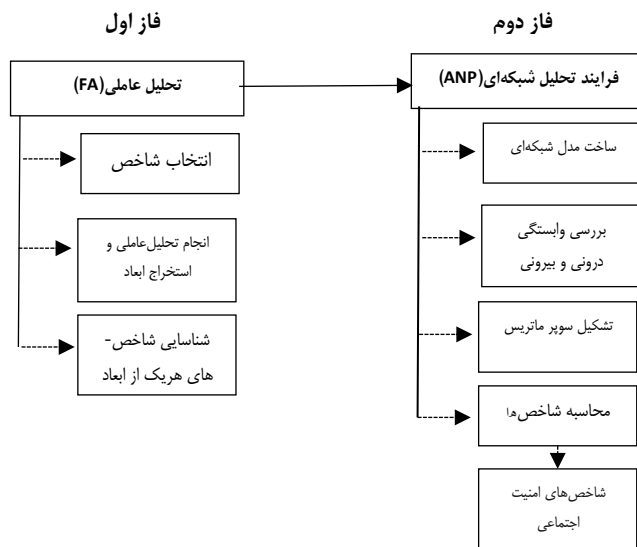 فاز اول
تحلیل عاملی(FA)
انتخاب شاخص
انجام تحلیل‌عاملی و
استخراج ابعاد
شناسایی شاخص-
های هریک از ابعاد
فاز دوم
فرایند تحلیل شبکه‌ای(ANP)
ساخت مدل شبکه‌ای
بررسی وابستگی
درونی و بیرونی
تشکیل سوپر ماتریس
محاسبه شاخص‌ها
شاخص‌های امنیت
اجتماعی